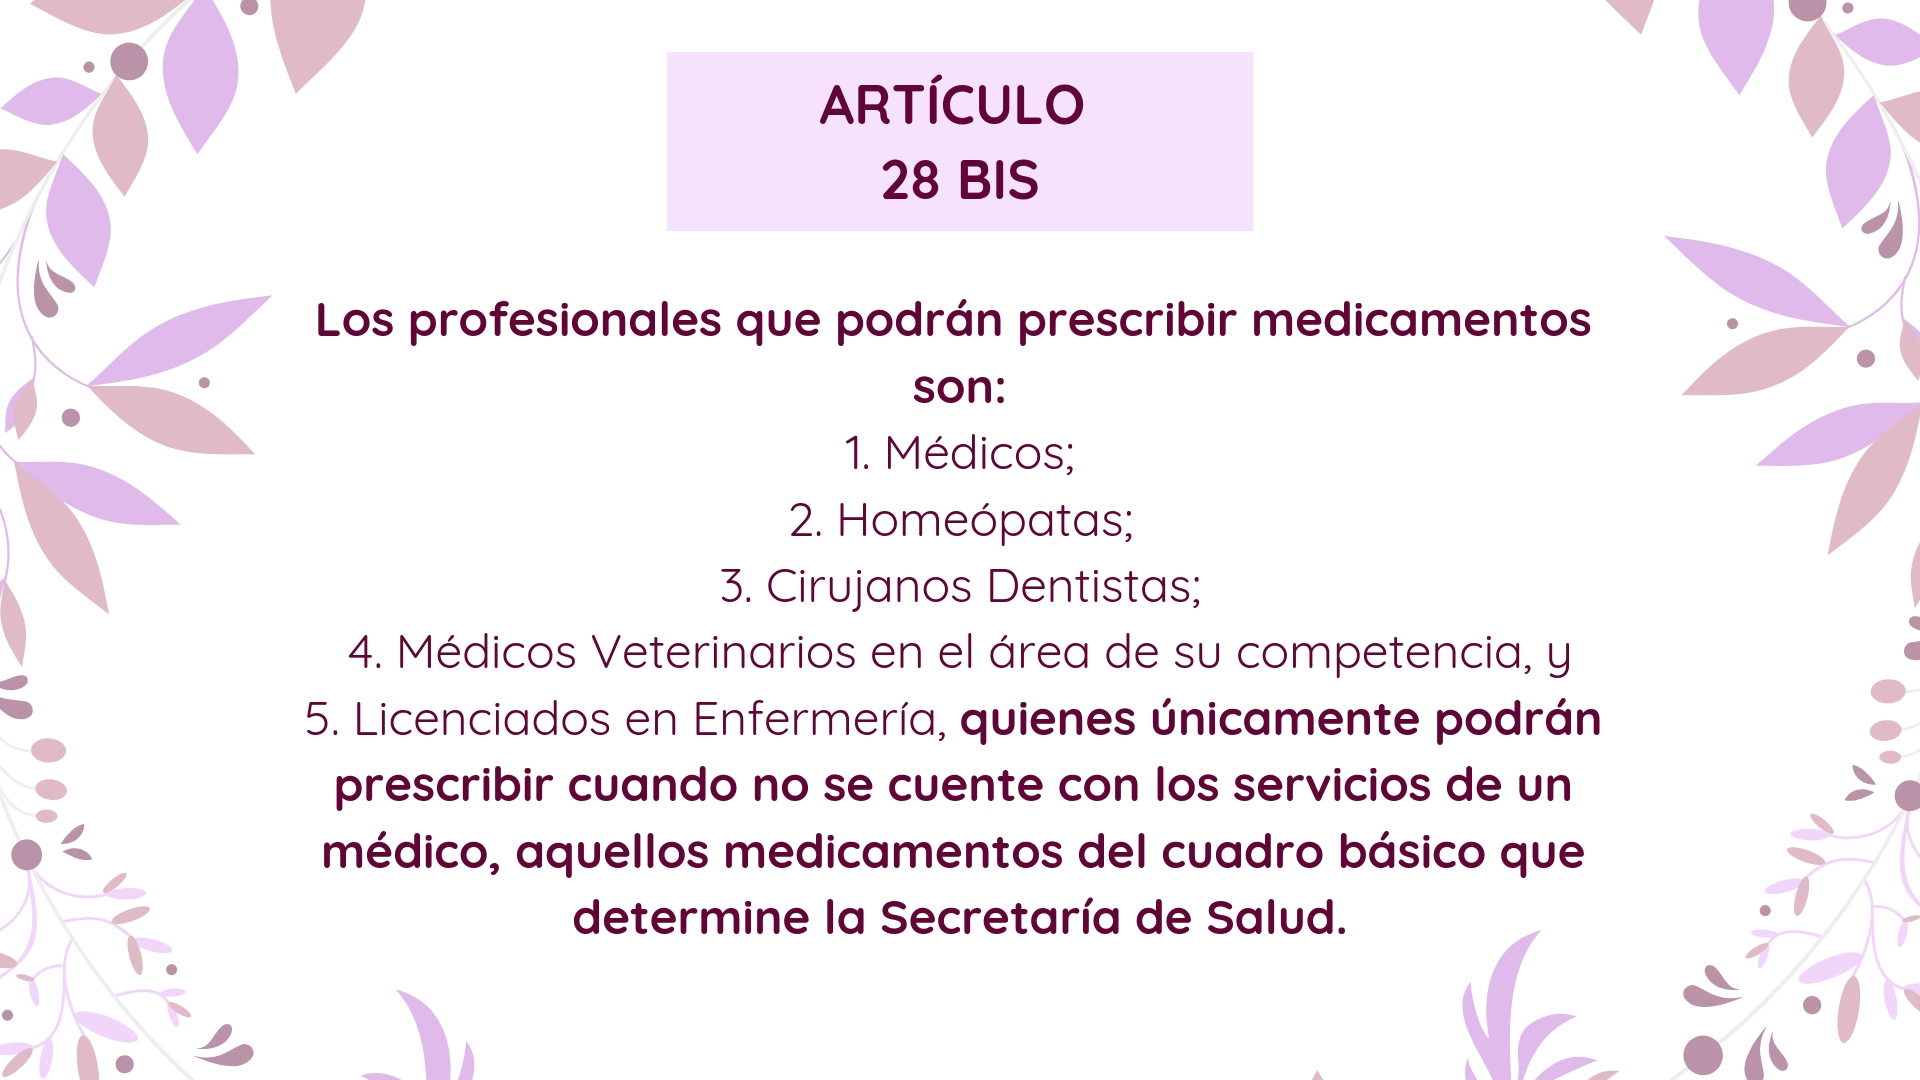 ARTÍCULO
28 BIS
Los profesionales que podrán prescribir medicamentos
son:
1. Médicos;
2. Homeópatas;
3. Cirujanos Dentistas;
4. Médicos Veterinarios en el área de su competencia, y
5. Licenciados en Enfermería, quienes únicamente podrán
prescribir cuando no se cuente con los servicios de un
médico, aquellos medicamentos del cuadro básico que
determine la Secretaría de Salud.